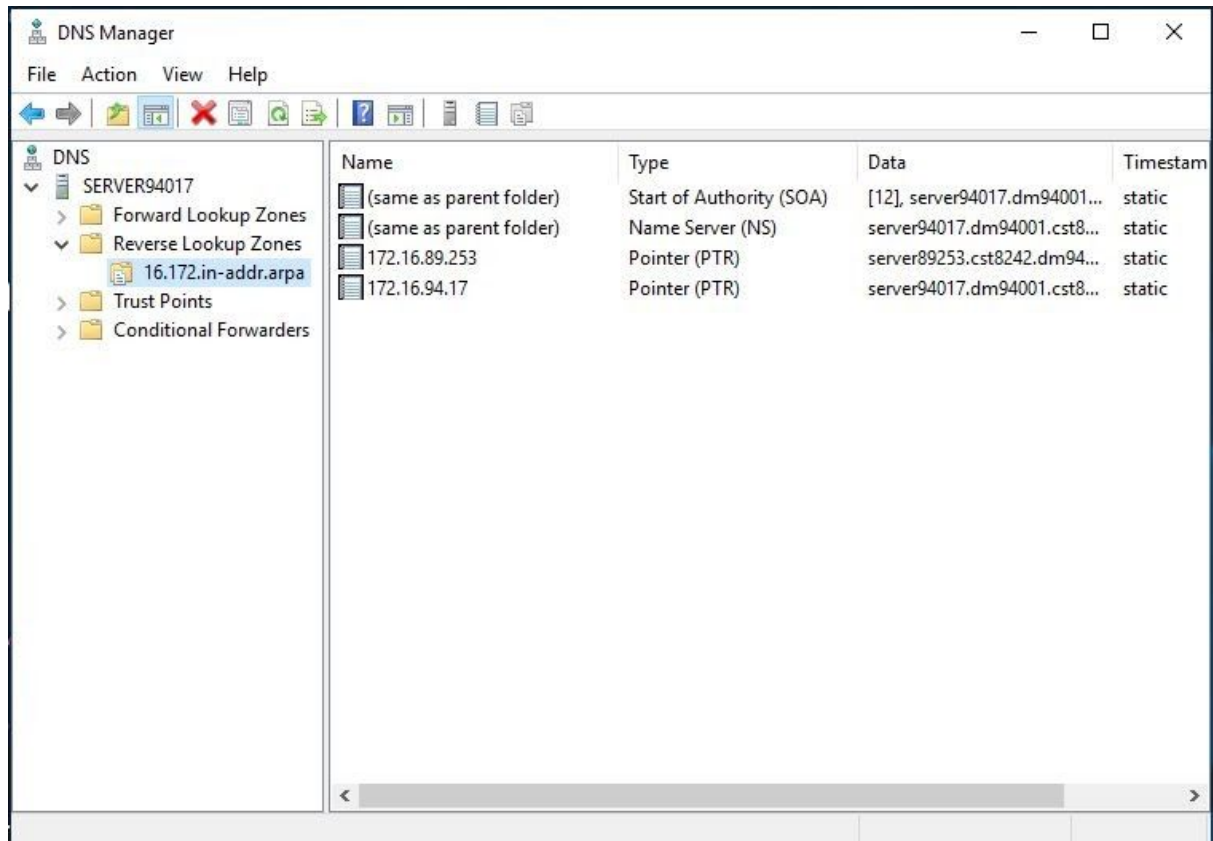 DNS Manager
File Action View Help
DNS
SERVER94017
Forward Lookup Zones
Reverse Lookup Zones
16.172.in-addr.arpa
Trust Points
Conditional Forwarders
Name Type Data Timestam
(same as parent folder) Start of Authority (SOA) [12], server94017.dm94001... static
(same as parent folder) Name Server (NS) server94017.dm94001.cst8... static
172.16.89.253 Pointer (PTR) server89253.cst8242.dm94... static
172.16.94.17 Pointer (PTR) server94017.dm94001.cst8... static